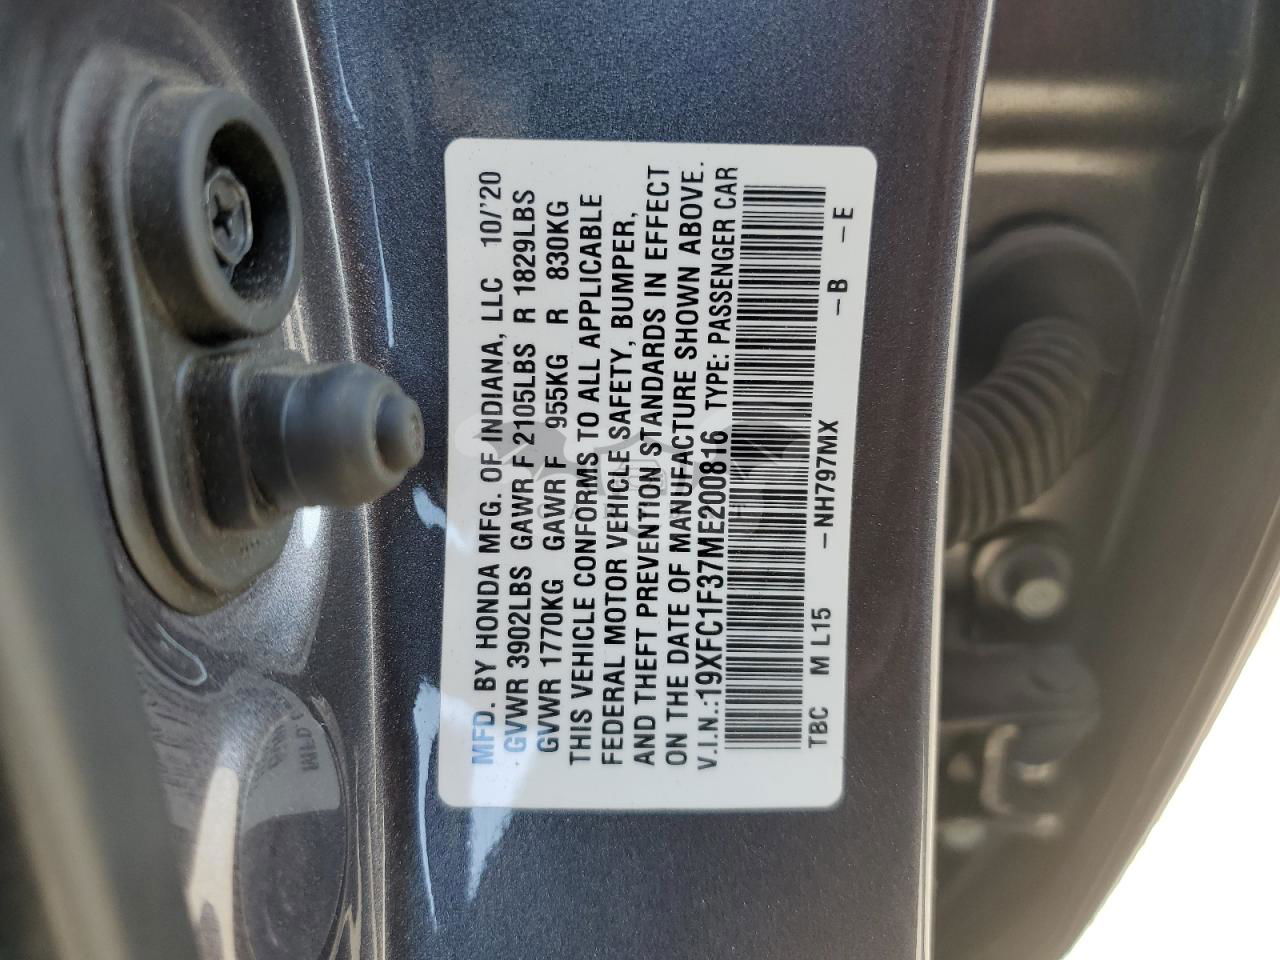 MFD. BY HONDA MFG. OF INDIANA, LLC 10/'20
GVWR 3902LBS GAWR F 2105LBS R 1829LBS
GVWR 1770KG GAWR F 955KG R 830KG
THIS VEHICLE CONFORMS TO ALL APPLICABLE
FEDERAL MOTOR VEHICLE SAFETY, BUMPER,
AND THEFT PREVENTION STANDARDS IN EFFECT
ON THE DATE OF MANUFACTURE SHOWN ABOVE.
V.I.N.:19XFC1F37ME200816 TYPE: PASSENGER CAR
TBC M L15 –NH797MX –B –E